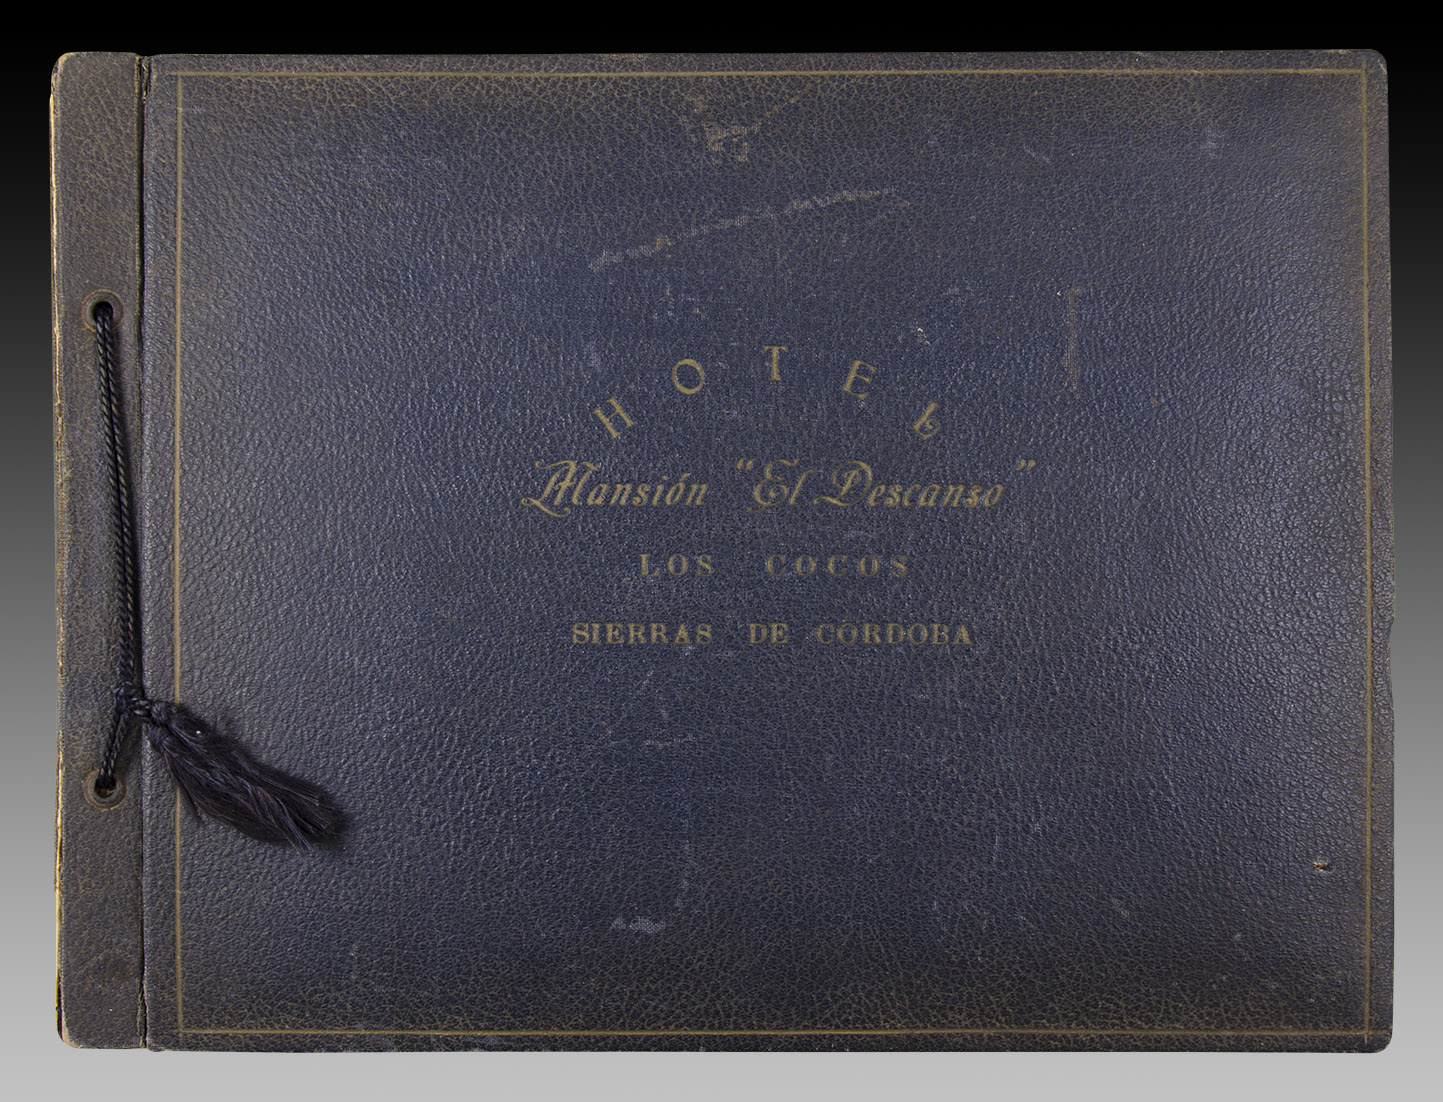 HOTEL
Mansión "El Descanso"
LOS COCOS
SIERRAS DE CORDOBA